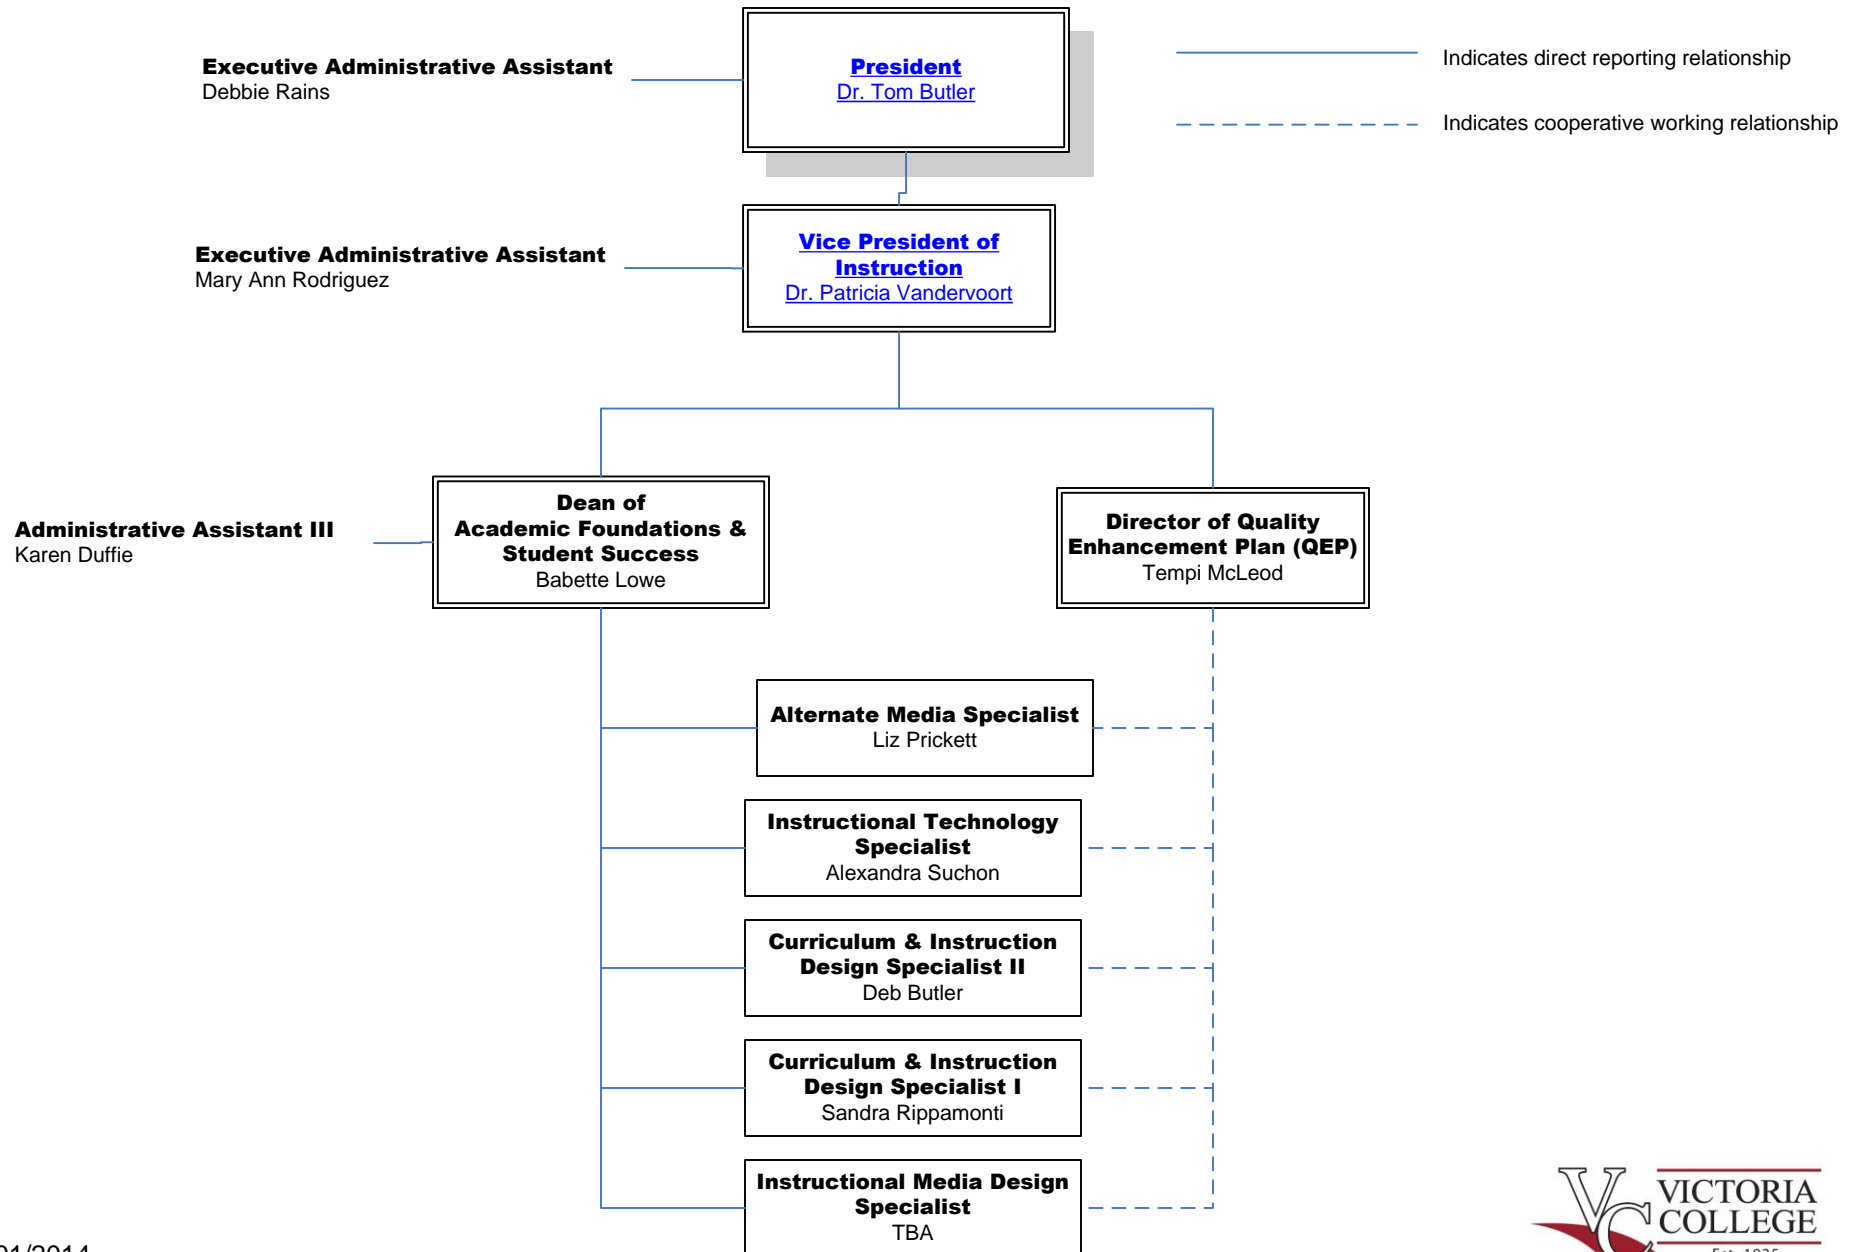 Executive Administrative Assistant
Debbie Rains
President
Dr. Tom Butler
Indicates direct reporting relationship
Indicates cooperative working relationship
Executive Administrative Assistant
Mary Ann Rodriguez
Vice President of
Instruction
Dr. Patricia Vandervoort
Administrative Assistant III
Karen Duffie
Dean of
Academic Foundations &
Student Success
Babette Lowe
Director of Quality
Enhancement Plan (QEP)
Tempi McLeod
Alternate Media Specialist
Liz Prickett
Instructional Technology
Specialist
Alexandra Suchon
Curriculum & Instruction
Design Specialist II
Deb Butler
Curriculum & Instruction
Design Specialist I
Sandra Rippamonti
Instructional Media Design
Specialist
TBA
VC
VICTORIA
COLLEGE